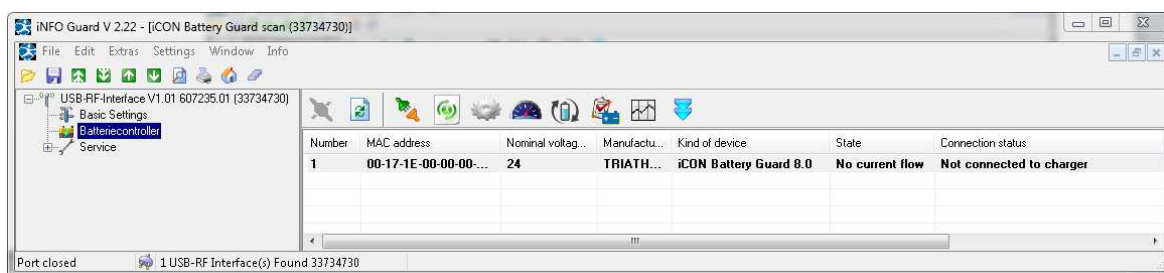 iNFO Guard V 2.22 - [iCON Battery Guard scan (33734730)]
File Edit Extras Settings Window Info
USB-RF-Interface V1.01 607235.01 (33734730)
Basic Settings
Batteriecontroller
Service
Number MAC address Nominal voltag... Manufactu... Kind of device State Connection status
1 00-17-1E-00-00-00-... 24 TRIATH... iCON Battery Guard 8.0 No current flow Not connected to charger
Port closed 1 USB-RF Interface(s) Found 33734730